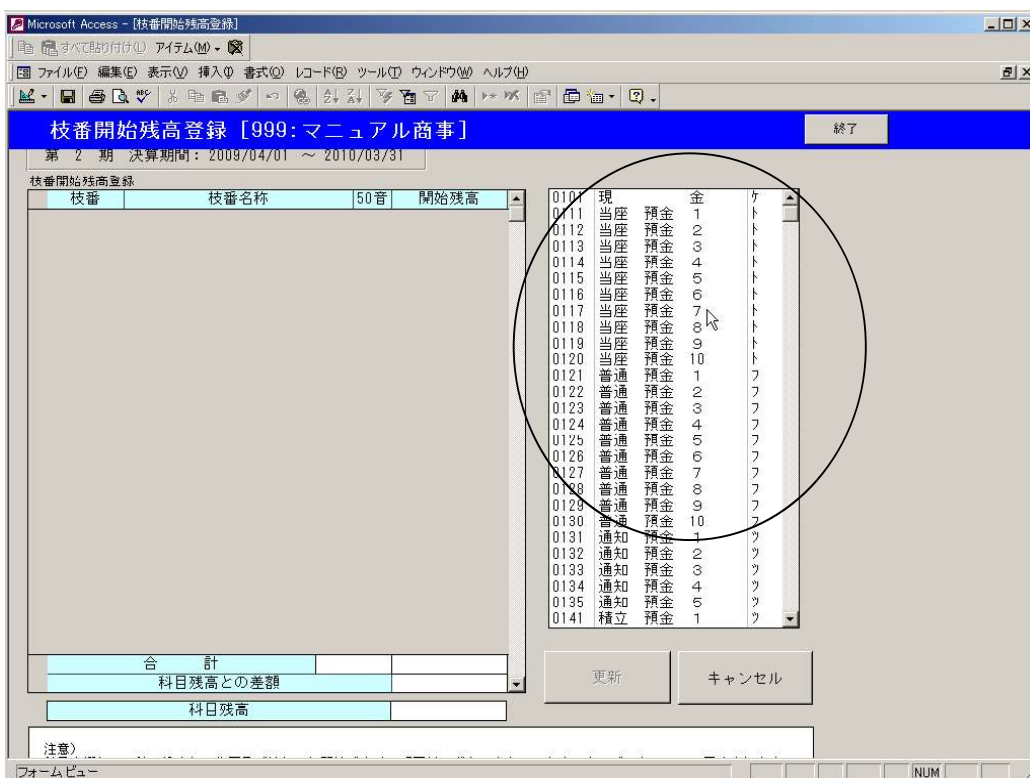 Microsoft Access - [枝番開始残高登録]
すべて貼り付け(L) アイテム(M)
ファイル(F) 編集(E) 表示(V) 挿入(I) 書式(O) レコード(R) ツール(T) ウィンドウ(W) ヘルプ(H)
枝番開始残高登録 [999:マニュアル商事] 終了
第 2 期 決算期間: 2009/04/01 ～ 2010/03/31
枝番開始残高登録
枝番 枝番名称 50音 開始残高
0101 現 金 ｹ
0111 当座 預金 1 ﾄ
0112 当座 預金 2 ﾄ
0113 当座 預金 3 ﾄ
0114 当座 預金 4 ﾄ
0115 当座 預金 5 ﾄ
0116 当座 預金 6 ﾄ
0117 当座 預金 7 ﾄ
0118 当座 預金 8 ﾄ
0119 当座 預金 9 ﾄ
0120 当座 預金 10 ﾄ
0121 普通 預金 1 ﾌ
0122 普通 預金 2 ﾌ
0123 普通 預金 3 ﾌ
0124 普通 預金 4 ﾌ
0125 普通 預金 5 ﾌ
0126 普通 預金 6 ﾌ
0127 普通 預金 7 ﾌ
0128 普通 預金 8 ﾌ
0129 普通 預金 9 ﾌ
0130 普通 預金 10 ﾌ
0131 通知 預金 1 ﾂ
0132 通知 預金 2 ﾂ
0133 通知 預金 3 ﾂ
0134 通知 預金 4 ﾂ
0135 通知 預金 5 ﾂ
0141 積立 預金 1 ﾂ
合 計
科目残高との差額
科目残高
更新 キャンセル
注意)
フォーム ビュー NUM